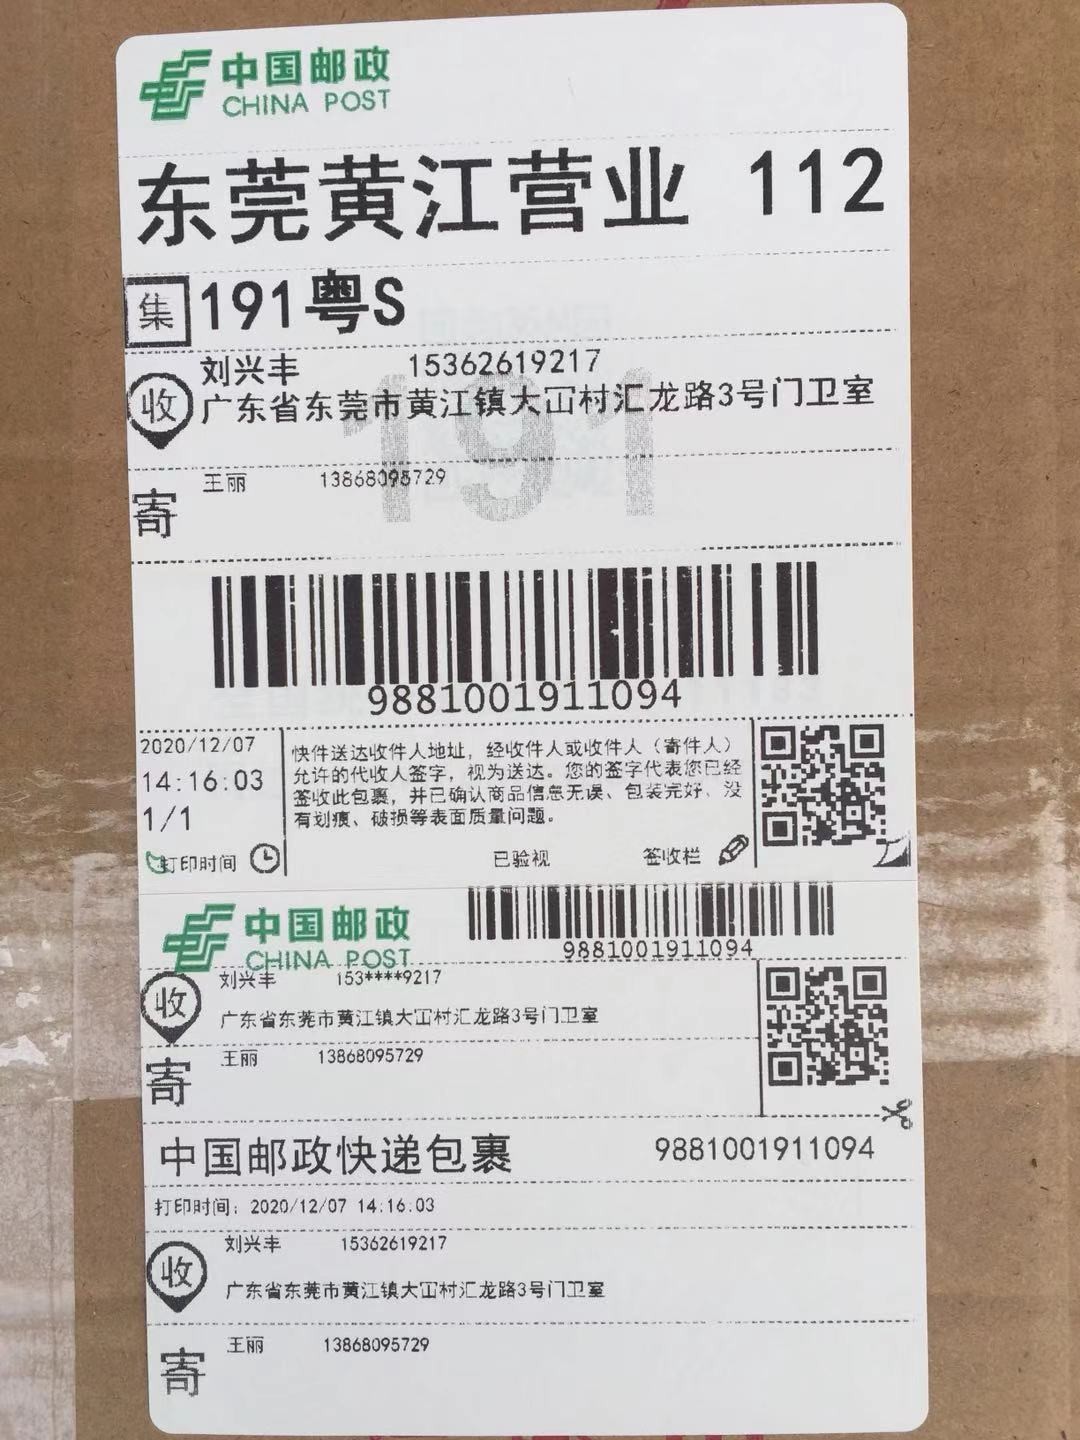 中国邮政
CHINA POST
东莞黄江营业 112
集 191粤S
刘兴丰 15362619217
收 广东省东莞市黄江镇大冚村汇龙路3号门卫室
191
王丽 13868095729
寄
9881001911094
2020/12/07
14:16:03
1/1
打印时间
快件送达收件人地址，经收件人或收件人（寄件人）
允许的代收人签字，视为送达。您的签字代表您已经
签收此包裹，并已确认商品信息无误、包装完好、没
有划痕、破损等表面质量问题。
已验视 签收栏
中国邮政
CHINA POST
9881001911094
刘兴丰 153****9217
收
广东省东莞市黄江镇大冚村汇龙路3号门卫室
王丽 13868095729
寄
中国邮政快递包裹 9881001911094
打印时间：2020/12/07 14:16:03
刘兴丰 15362619217
收
广东省东莞市黄江镇大冚村汇龙路3号门卫室
王丽 13868095729
寄